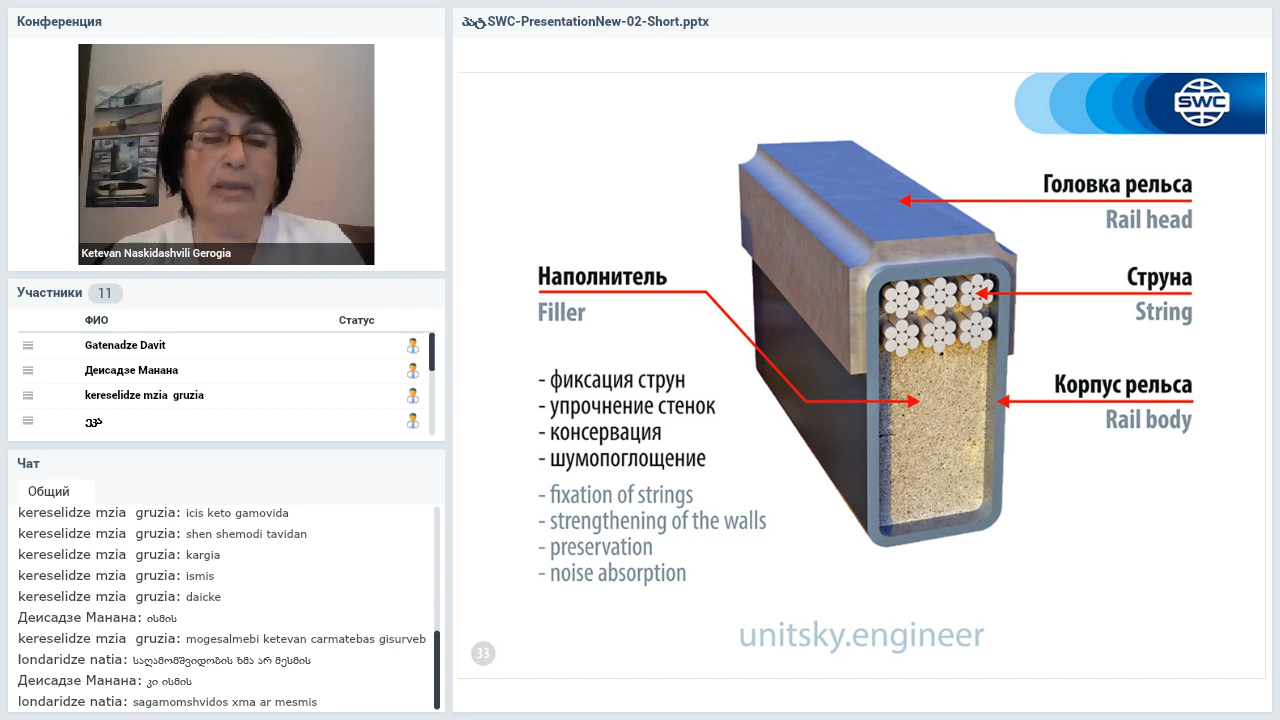 Конференция
Ketevan Naskidashvili Gerogia
Участники 11
ФИО Статус
Gatenadze Davit
Деисадзе Манана
kereselidze mzia gruzia
ევა
Чат
Общий
kereselidze mzia gruzia: icis keto gamovida
kereselidze mzia gruzia: shen shemodi tavidan
kereselidze mzia gruzia: kargia
kereselidze mzia gruzia: ismis
kereselidze mzia gruzia: daicke
Деисадзе Манана: ისმის
kereselidze mzia gruzia: mogesalmebi ketevan carmatebas gisurveb
londaridze natia: საღამომშვიდობის ხმა არ მესმის
Деисадзе Манана: კი ისმის
londaridze natia: sagamomshvidos xma ar mesmis
SWC-PresentationNew-02-Short.pptx
SWC
Головка рельса
Rail head
Наполнитель
Filler
Струна
String
Корпус рельса
Rail body
- фиксация струн
- упрочнение стенок
- консервация
- шумопоглощение
- fixation of strings
- strengthening of the walls
- preservation
- noise absorption
unitsky.engineer
33